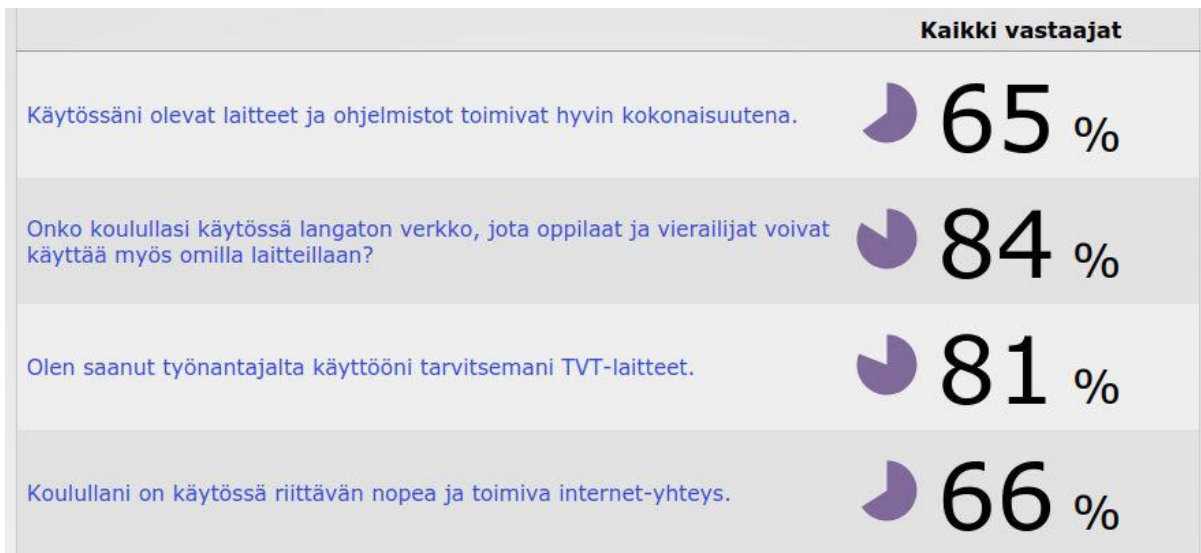 Kaikki vastaajat
Käytössäni olevat laitteet ja ohjelmistot toimivat hyvin kokonaisuutena.
65 %
Onko koulullasi käytössä langaton verkko, jota oppilaat ja vierailijat voivat
käyttää myös omilla laitteillaan?
84 %
Olen saanut työnantajalta käyttööni tarvitsemani TVT-laitteet.
81 %
Koulullani on käytössä riittävän nopea ja toimiva internet-yhteys.
66 %